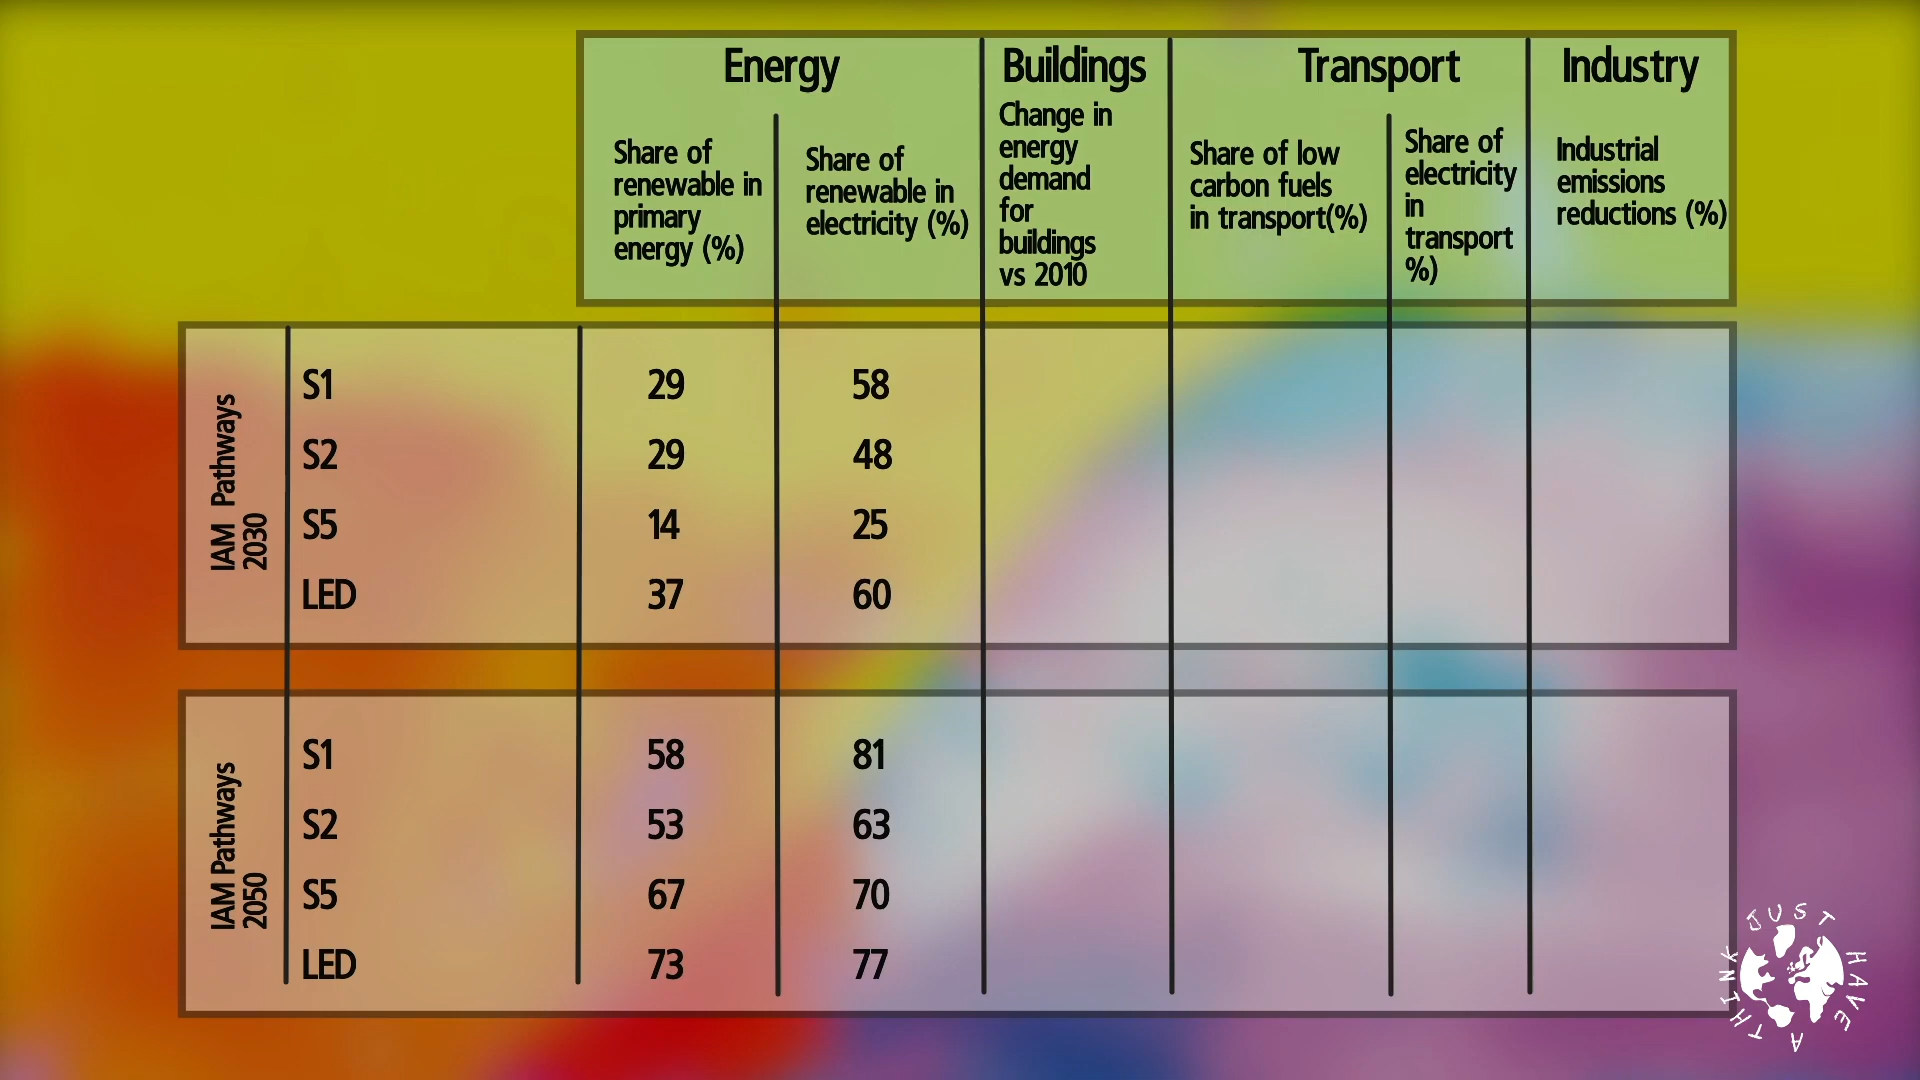 Energy
Buildings
Transport
Industry
Share of
renewable in
primary
energy (%)
Share of
renewable in
electricity (%)
Change in
energy
demand
for
buildings
vs 2010
Share of low
carbon fuels
in transport(%)
Share of
electricity
in
transport
%)
Industrial
emissions
reductions (%)
IAM Pathways
2030
S1 29 58
S2 29 48
S5 14 25
LED 37 60
IAM Pathways
2050
S1 58 81
S2 53 63
S5 67 70
LED 73 77
JUST HAVE A THINK